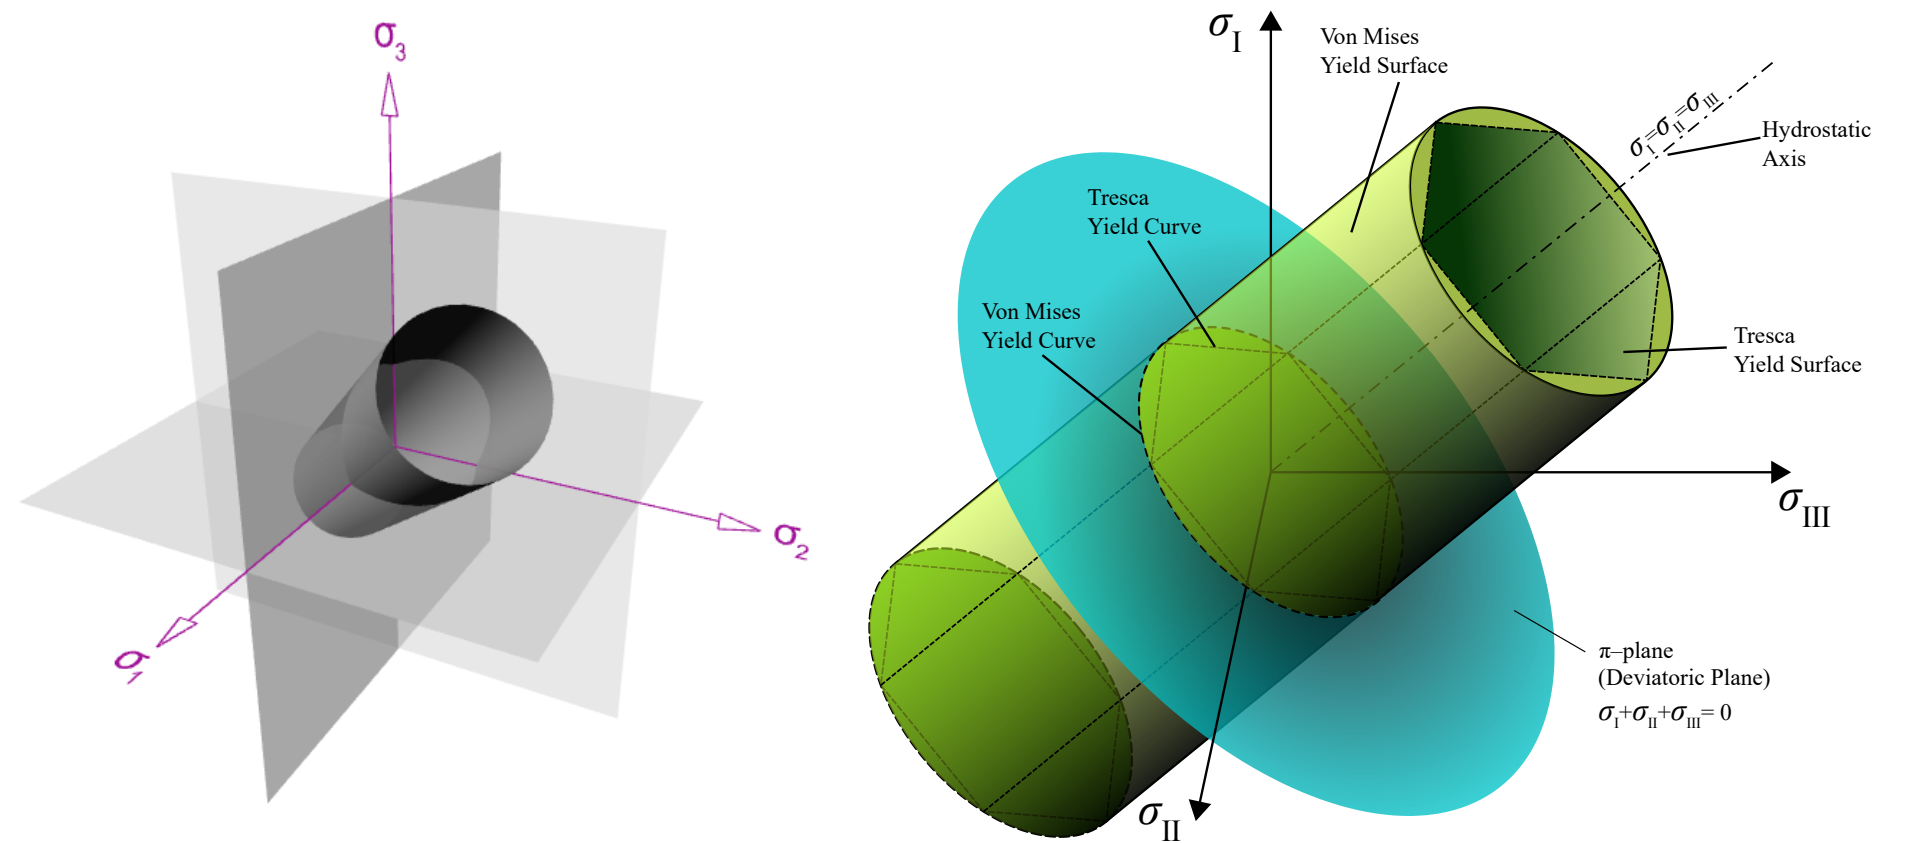 σ3
σ2
σ1
σI
Von Mises
Yield Surface
σI=σII=σIII
Hydrostatic
Axis
Tresca
Yield Curve
Von Mises
Yield Curve
Tresca
Yield Surface
σIII
π–plane
(Deviatoric Plane)
σI+σII+σIII= 0
σII